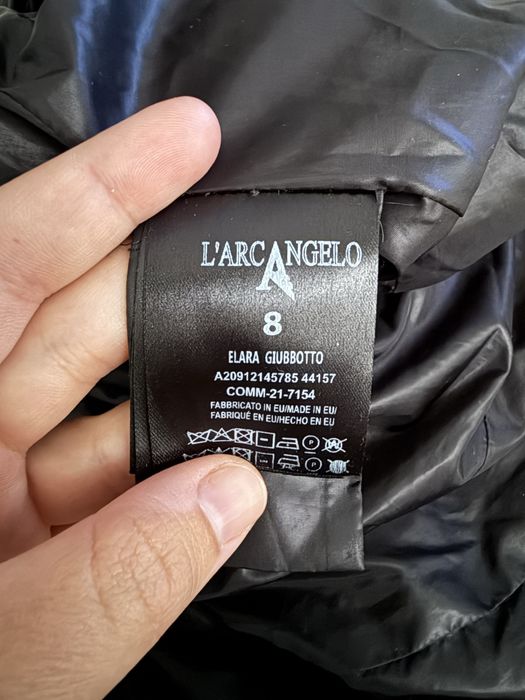 L'ARCANGELO
8
ELARA GIUBBOTTO
A20912145785 44157
COMM-21-7154
FABBRICATO IN EU/MADE IN EU/
FABRIQUÉ EN EU/HECHO EN EU
P
P